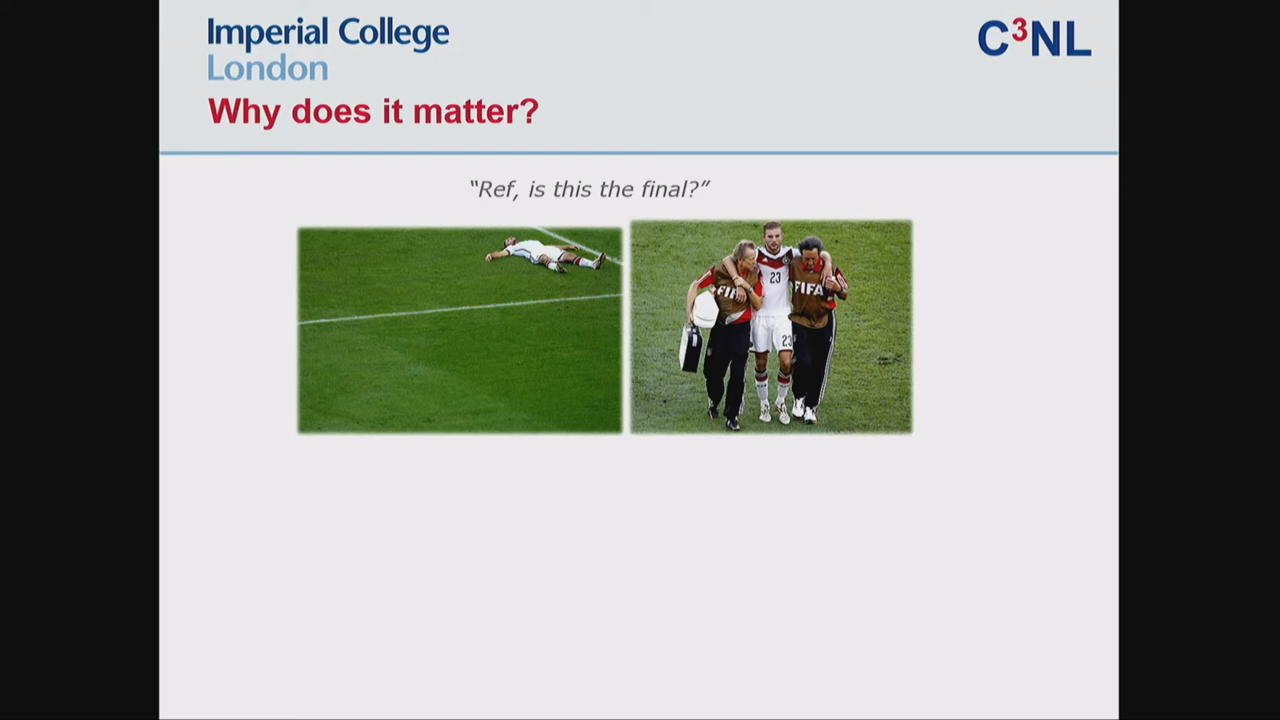 Imperial College
London
C³NL
Why does it matter?
“Ref, is this the final?”
FIFA
23
FIFA
23